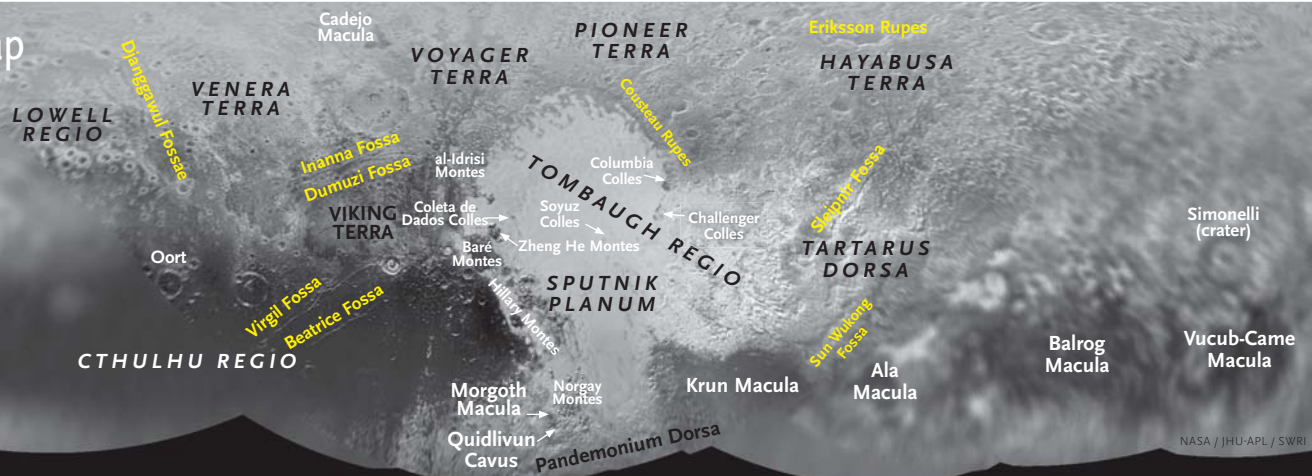 ap
Cadejo
Macula
PIONEER
TERRA
Eriksson Rupes
Djanggawul Fossae
VOYAGER
TERRA
HAYABUSA
TERRA
VENERA
TERRA
LOWELL
REGIO
Cousteau Rupes
Inanna Fossa
Dumuzi Fossa
al-Idrisi
Montes
TOMBAUGH REGIO
Columbia
Colles
Sleipnir Fossa
VIKING
TERRA
Coleta de
Dados Colles
Soyuz
Colles
Challenger
Colles
Simonelli
(crater)
Oort
Baré
Montes
Zheng He Montes
TARTARUS
DORSA
SPUTNIK
PLANUM
Hillary Montes
Virgil Fossa
Beatrice Fossa
Sun Wukong
Fossa
CTHULHU REGIO
Balrog
Macula
Vucub-Came
Macula
Krun Macula
Ala
Macula
Morgoth
Macula
Norgay
Montes
Quidlivun
Cavus
Pandemonium Dorsa
NASA / JHU-APL / SWRI